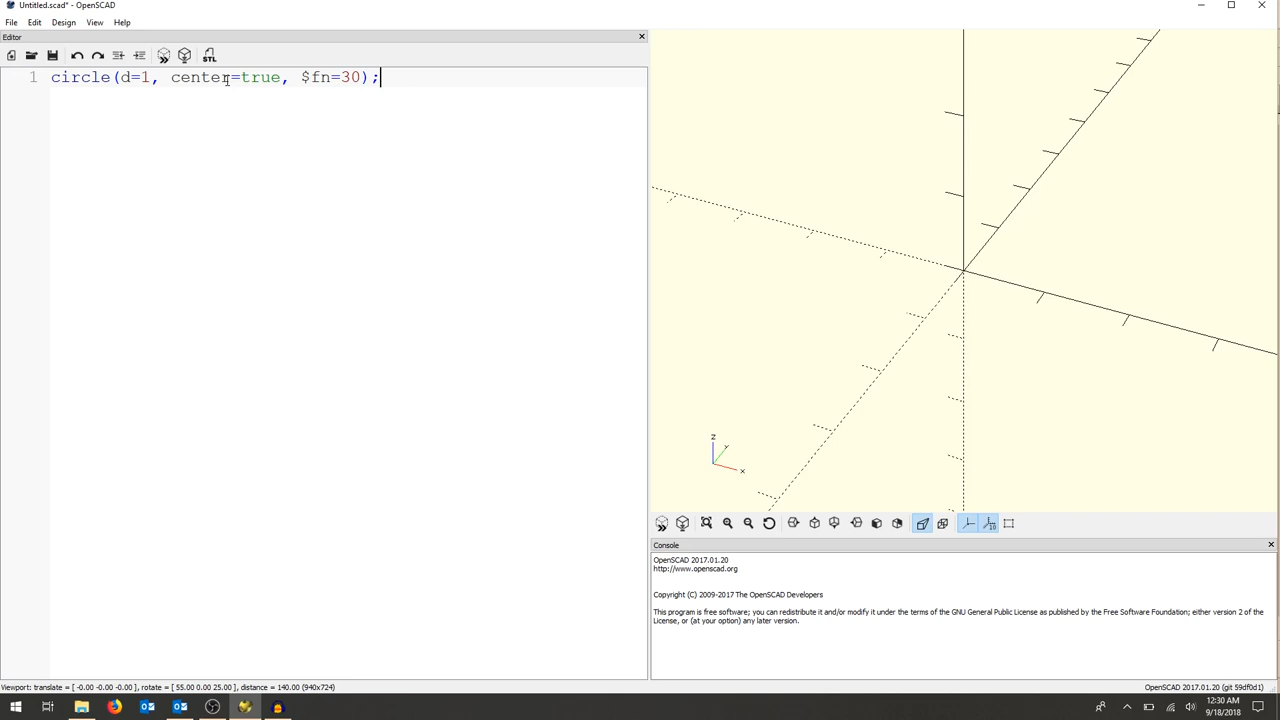 Untitled.scad* - OpenSCAD
File Edit Design View Help
Editor
STL
1 circle(d=1, center=true, $fn=30);
z
y
x
10
Console
OpenSCAD 2017.01.20
http://www.openscad.org
Copyright (C) 2009-2017 The OpenSCAD Developers
This program is free software; you can redistribute it and/or modify it under the terms of the GNU General Public License as published by the Free Software Foundation; either version 2 of the
License, or (at your option) any later version.
Viewport: translate = [ -0.00 -0.00 -0.00 ], rotate = [ 55.00 0.00 25.00 ], distance = 140.00 (940x724)
OpenSCAD 2017.01.20 (git 59df0d1)
12:30 AM
9/18/2018